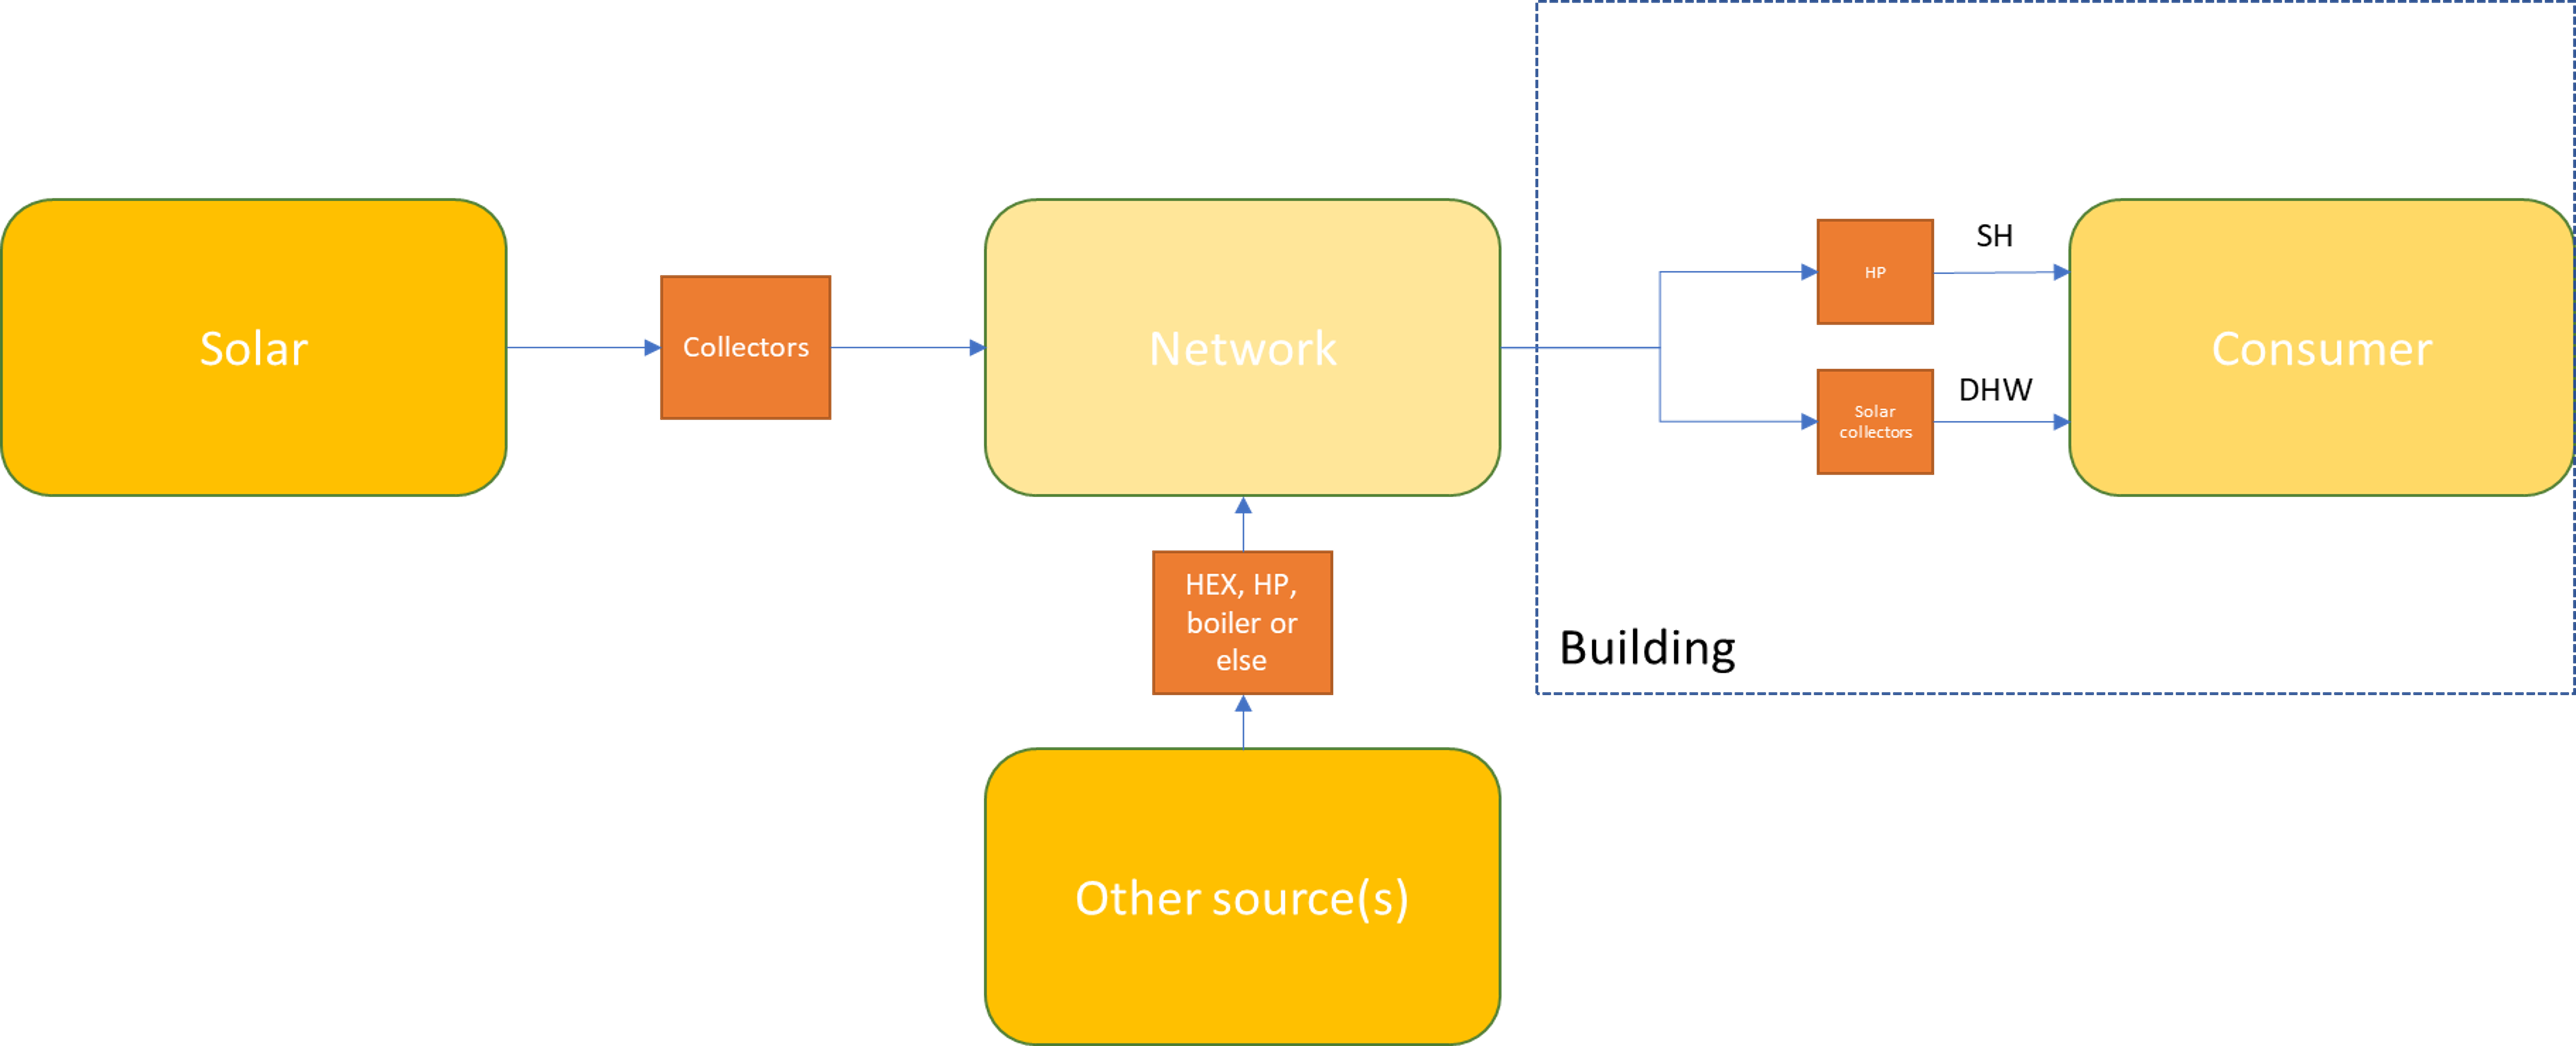 Solar
Collectors
Network
HP
SH
Solar
collectors
DHW
Consumer
HEX, HP,
boiler or
else
Building
Other source(s)